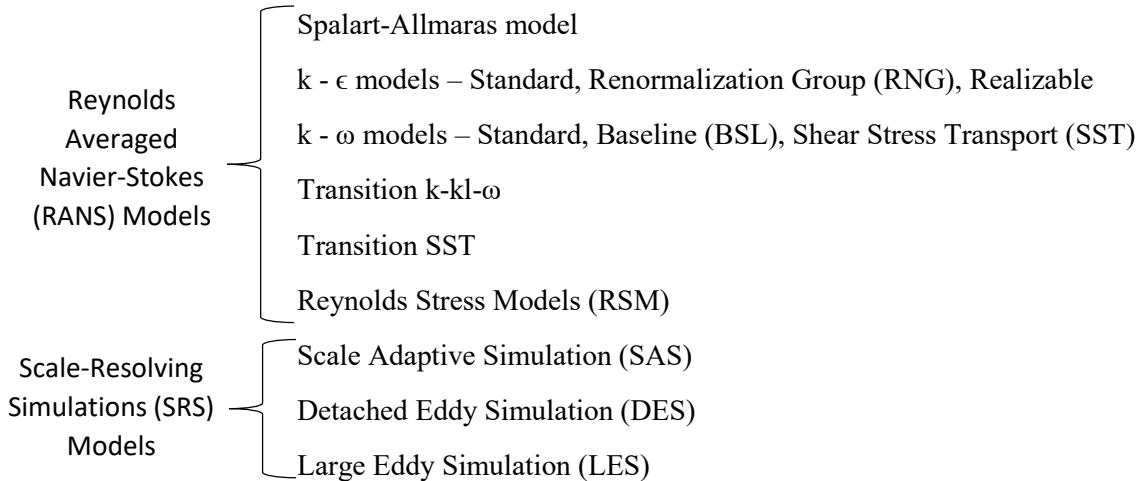 Reynolds
Averaged
Navier-Stokes
(RANS) Models
Spalart-Allmaras model
k - ϵ models – Standard, Renormalization Group (RNG), Realizable
k - ω models – Standard, Baseline (BSL), Shear Stress Transport (SST)
Transition k-kl-ω
Transition SST
Reynolds Stress Models (RSM)
Scale-Resolving
Simulations (SRS)
Models
Scale Adaptive Simulation (SAS)
Detached Eddy Simulation (DES)
Large Eddy Simulation (LES)